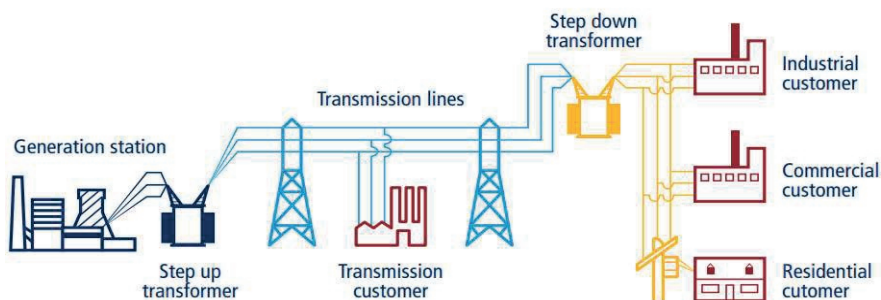 Step down
transformer
Industrial
customer
Transmission lines
Generation station
Commercial
customer
Step up
transformer
Transmission
customer
Residential
cutomer